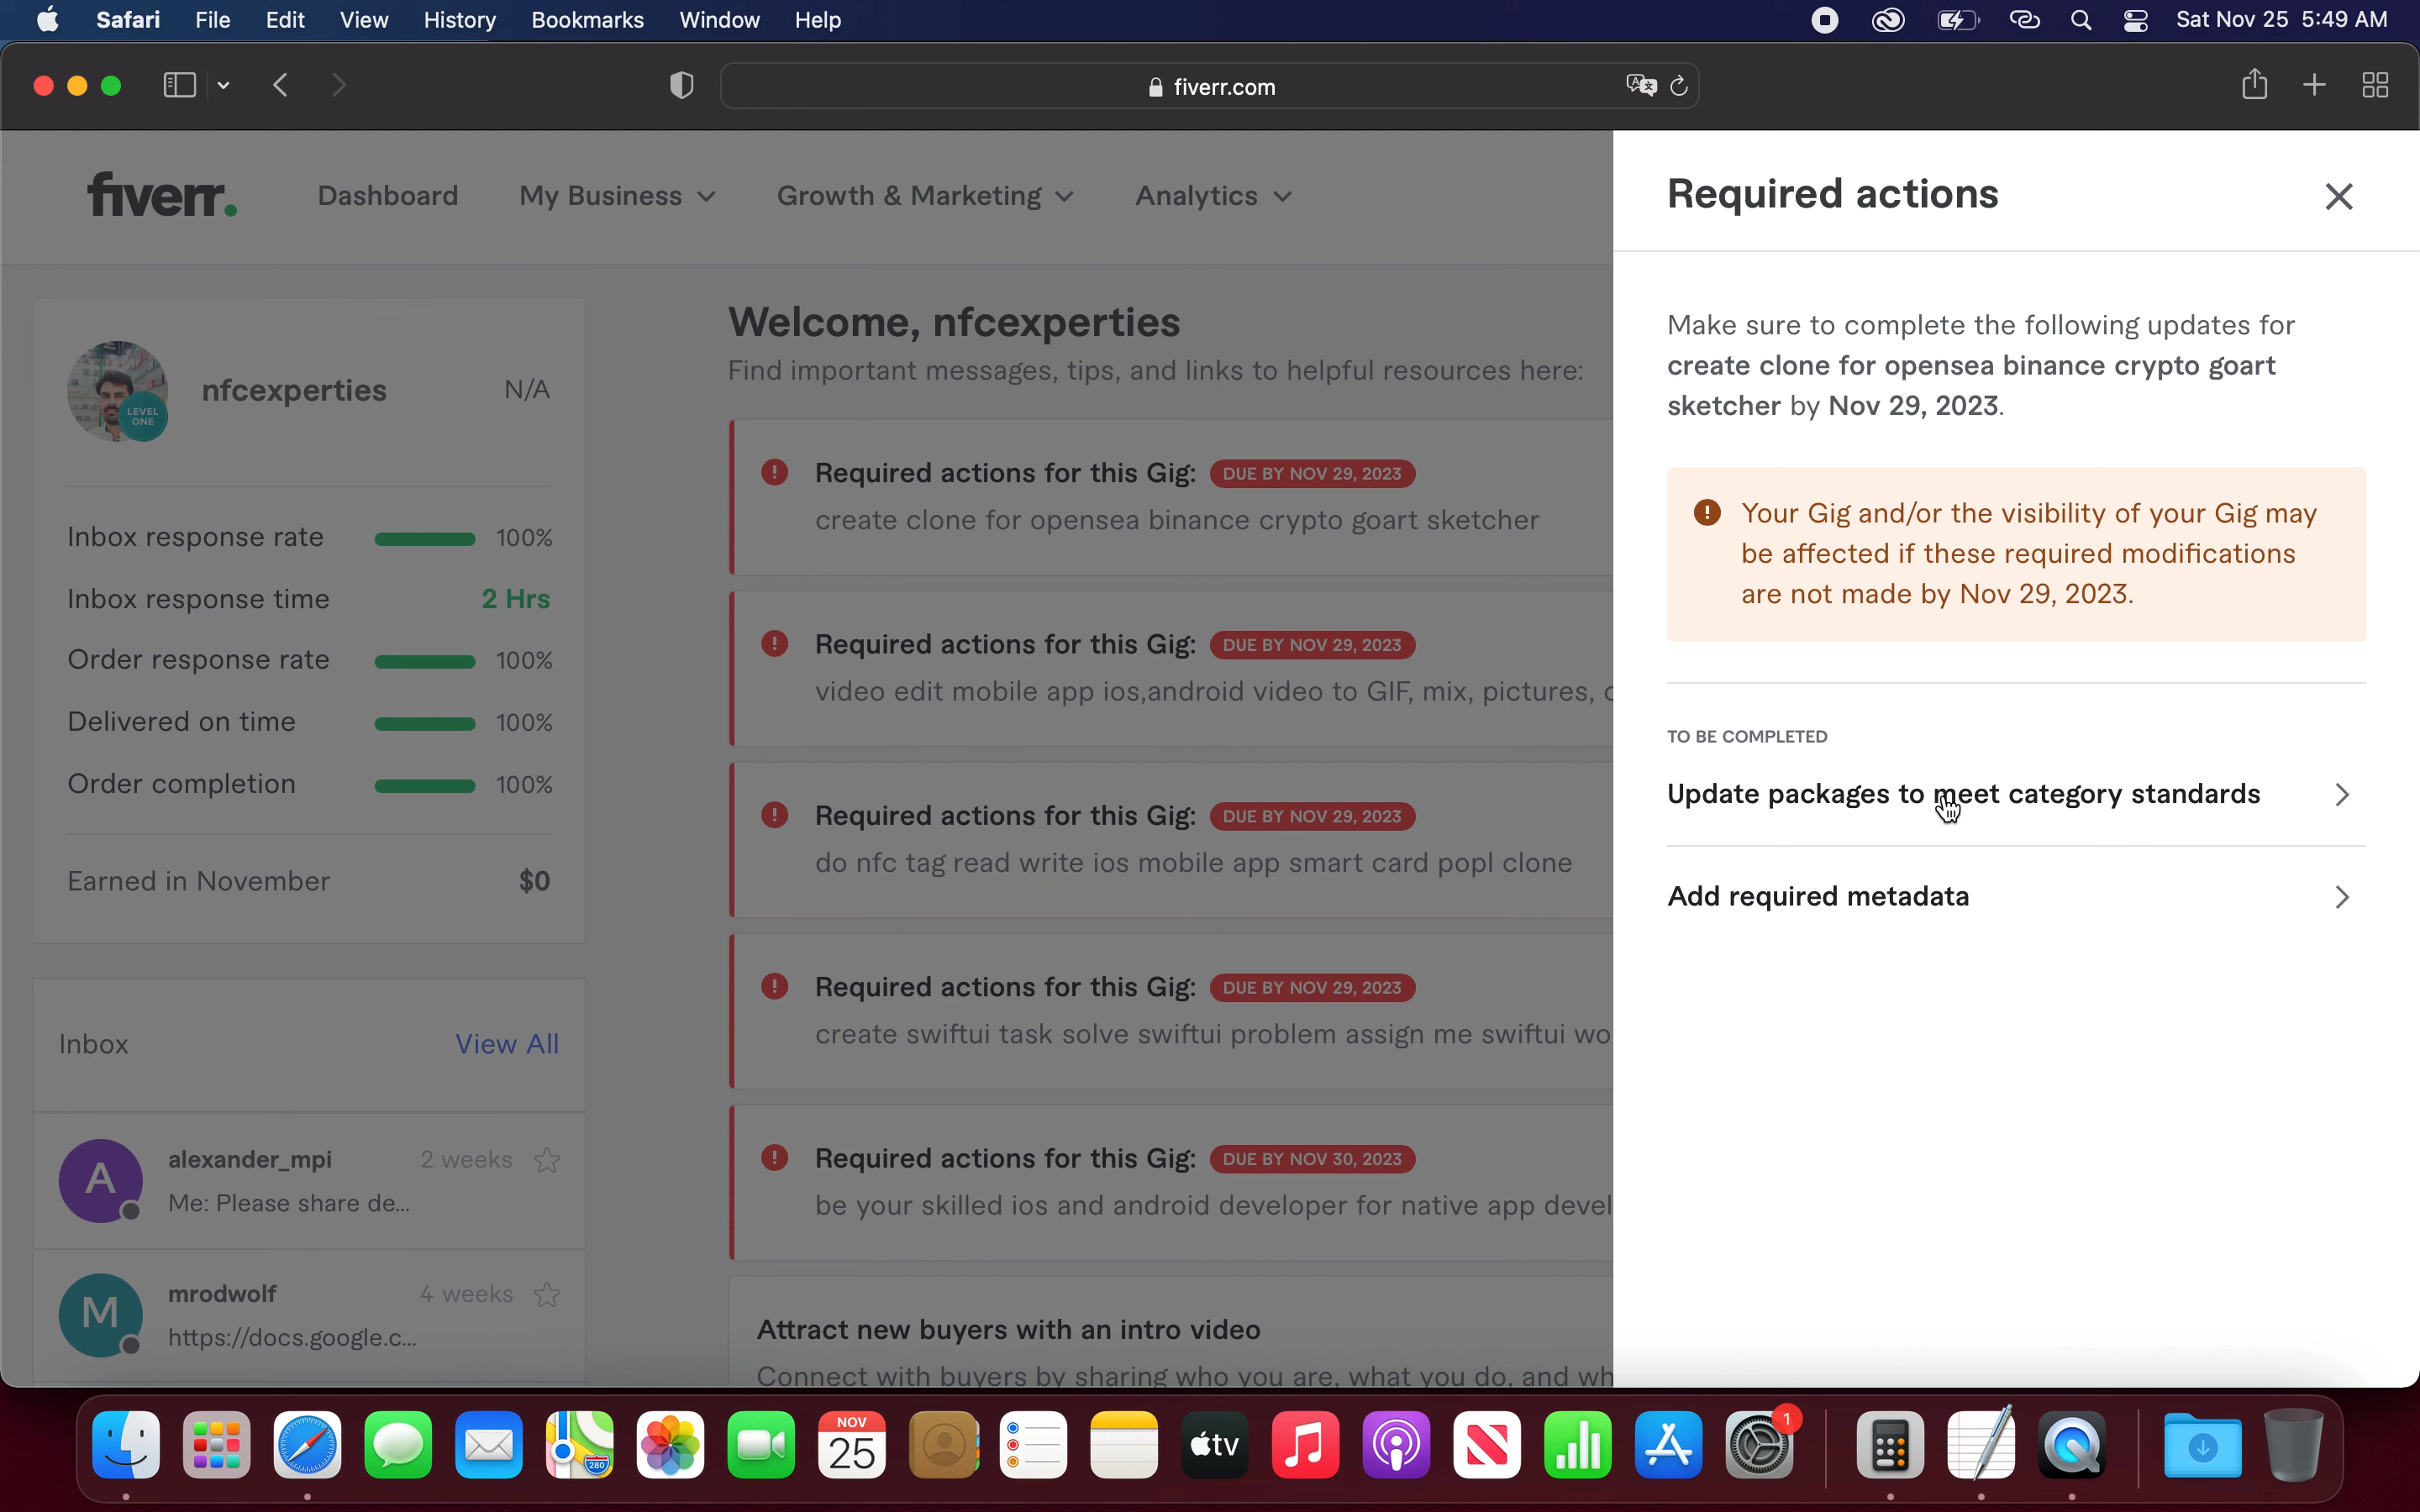 Safari File Edit View History Bookmarks Window Help Sat Nov 25 5:49 AM
fiverr.com
fiverr. Dashboard My Business Growth & Marketing Analytics
nfcexperties N/A
LEVEL
ONE
Inbox response rate 100%
Inbox response time 2 Hrs
Order response rate 100%
Delivered on time 100%
Order completion 100%
Earned in November $0
Inbox View All
A alexander_mpi 2 weeks
Me: Please share de...
M mrodwolf 4 weeks
https://docs.google.c...
Welcome, nfcexperties
Find important messages, tips, and links to helpful resources here:
Required actions for this Gig: DUE BY NOV 29, 2023
create clone for opensea binance crypto goart sketcher
Required actions for this Gig: DUE BY NOV 29, 2023
video edit mobile app ios,android video to GIF, mix, pictures, c
Required actions for this Gig: DUE BY NOV 29, 2023
do nfc tag read write ios mobile app smart card popl clone
Required actions for this Gig: DUE BY NOV 29, 2023
create swiftui task solve swiftui problem assign me swiftui wo
Required actions for this Gig: DUE BY NOV 30, 2023
be your skilled ios and android developer for native app devel
Attract new buyers with an intro video
Connect with buyers by sharing who you are, what you do, and wh
Required actions
Make sure to complete the following updates for
create clone for opensea binance crypto goart
sketcher by Nov 29, 2023.
Your Gig and/or the visibility of your Gig may
be affected if these required modifications
are not made by Nov 29, 2023.
TO BE COMPLETED
Update packages to meet category standards
Add required metadata
280
NOV
25
tv
1